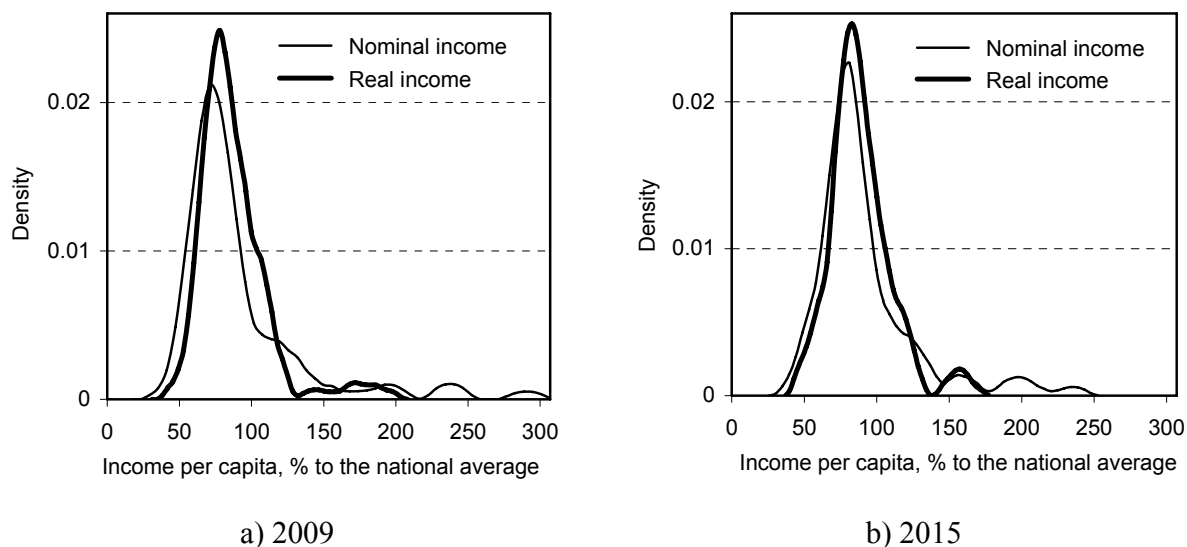 Nominal income
Real income
Density
0.02
0.01
0
0 50 100 150 200 250 300
Income per capita, % to the national average
a) 2009
Nominal income
Real income
Density
0.02
0.01
0
0 50 100 150 200 250 300
Income per capita, % to the national average
b) 2015